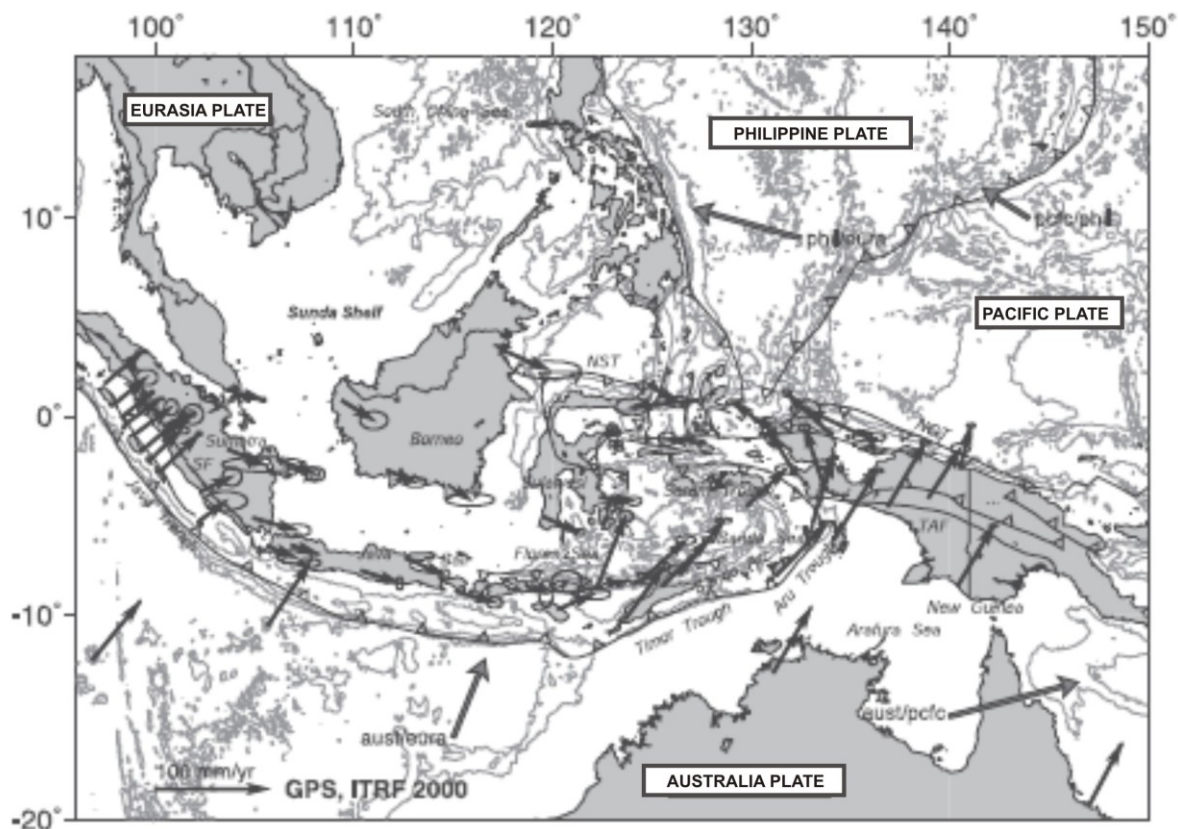 100° 110° 120° 130° 140° 150°
EURASIA PLATE
South China Sea
PHILIPPINE PLATE
10°
phil/eura
pcfc/phil
PACIFIC PLATE
Sunda Shelf
NST
0°
Sumatra
Borneo
NGT
SF
Java
Java
Flores Sea
Banda Sea
TAF
-10°
Timor Trough
Aru Trough
New Guinea
Arafura Sea
aust/eura
aust/pcfc
100 mm/yr
GPS, ITRF 2000
AUSTRALIA PLATE
-20°